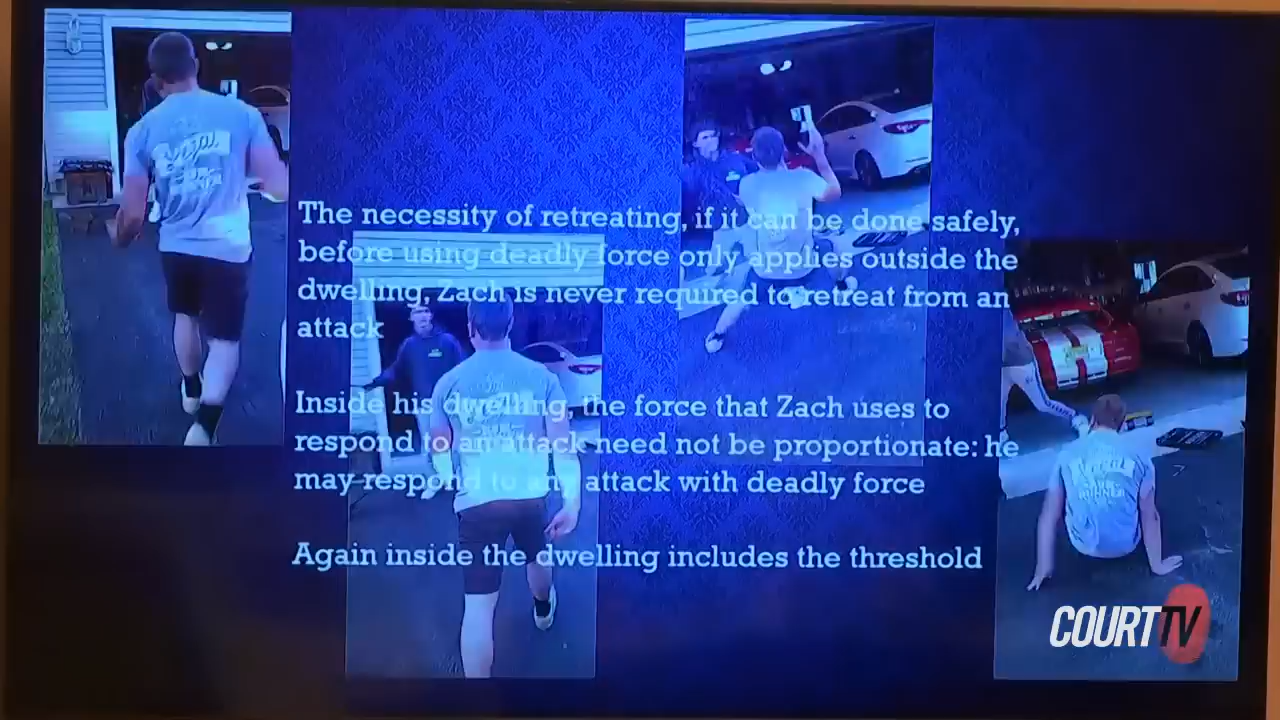 The necessity of retreating, if it can be done safely,
before using deadly force only applies outside the
dwelling, Zach is never required to retreat from an
attack
Inside his dwelling, the force that Zach uses to
respond to an attack need not be proportionate: he
may respond to any attack with deadly force
Again inside the dwelling includes the threshold
COURT TV